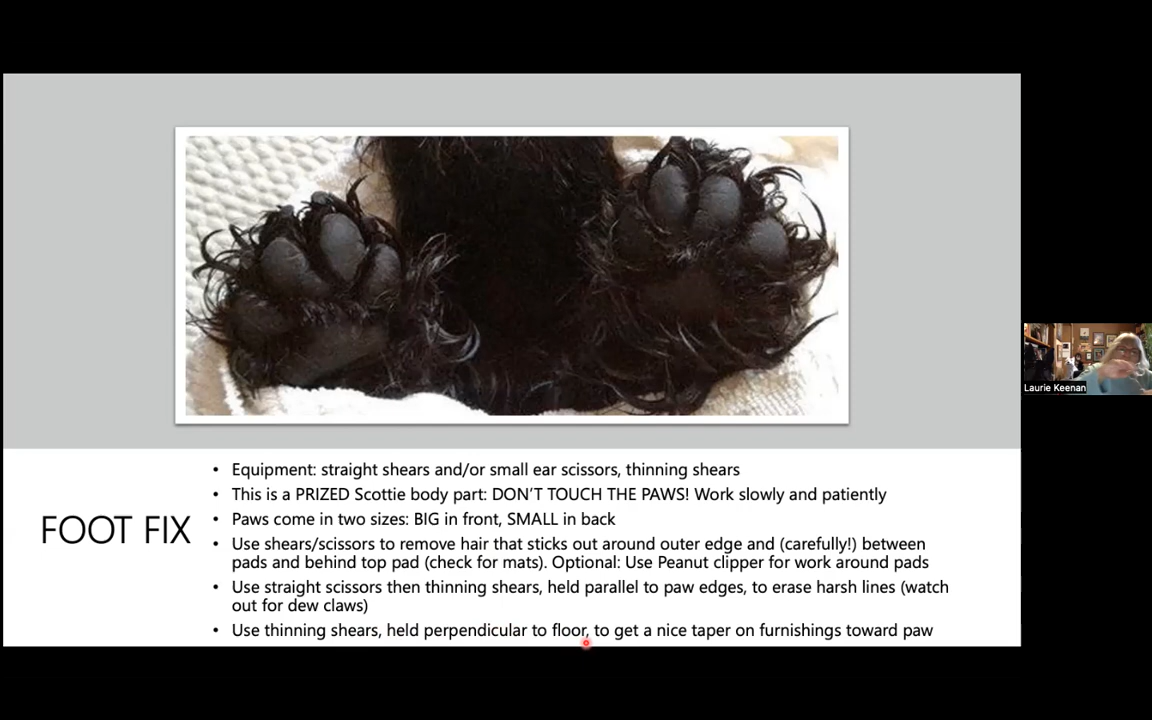 Laurie Keenan
FOOT FIX
• Equipment: straight shears and/or small ear scissors, thinning shears
• This is a PRIZED Scottie body part: DON'T TOUCH THE PAWS! Work slowly and patiently
• Paws come in two sizes: BIG in front, SMALL in back
• Use shears/scissors to remove hair that sticks out around outer edge and (carefully!) between
pads and behind top pad (check for mats). Optional: Use Peanut clipper for work around pads
• Use straight scissors then thinning shears, held parallel to paw edges, to erase harsh lines (watch
out for dew claws)
• Use thinning shears, held perpendicular to floor, to get a nice taper on furnishings toward paw